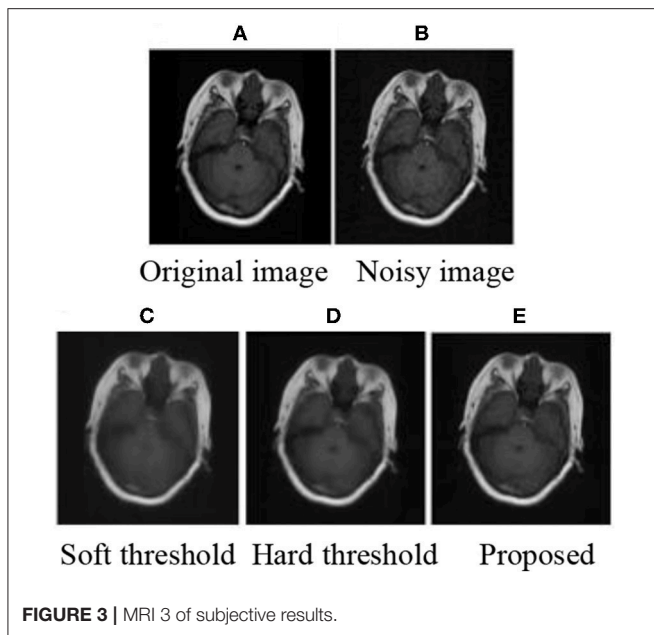 A B
Original image Noisy image
C D E
Soft threshold Hard threshold Proposed
FIGURE 3 | MRI 3 of subjective results.